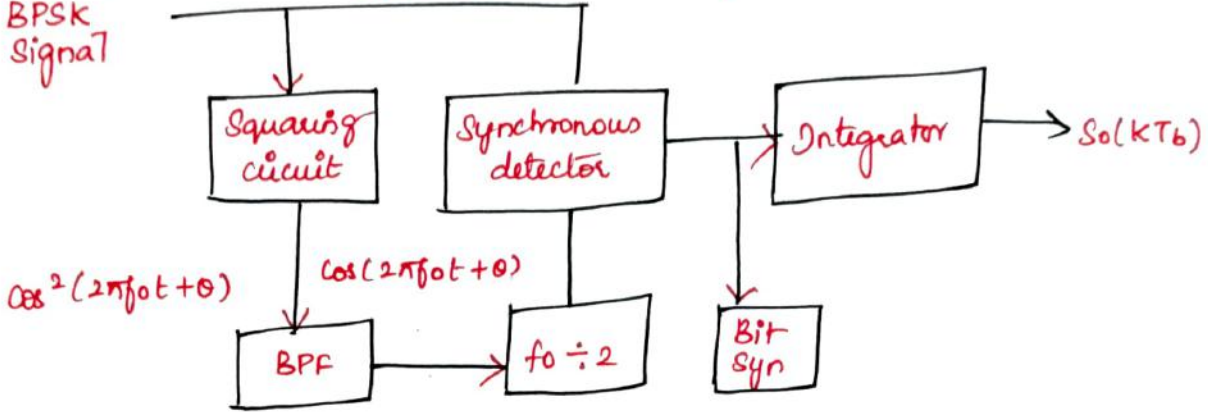 BPSK
Signal
Squaring
circuit
Synchronous
detector
Integrator
So(KTb)
cos²(2πfot+θ)
cos(2πfot+θ)
BPF
fo÷2
Bit
Syn